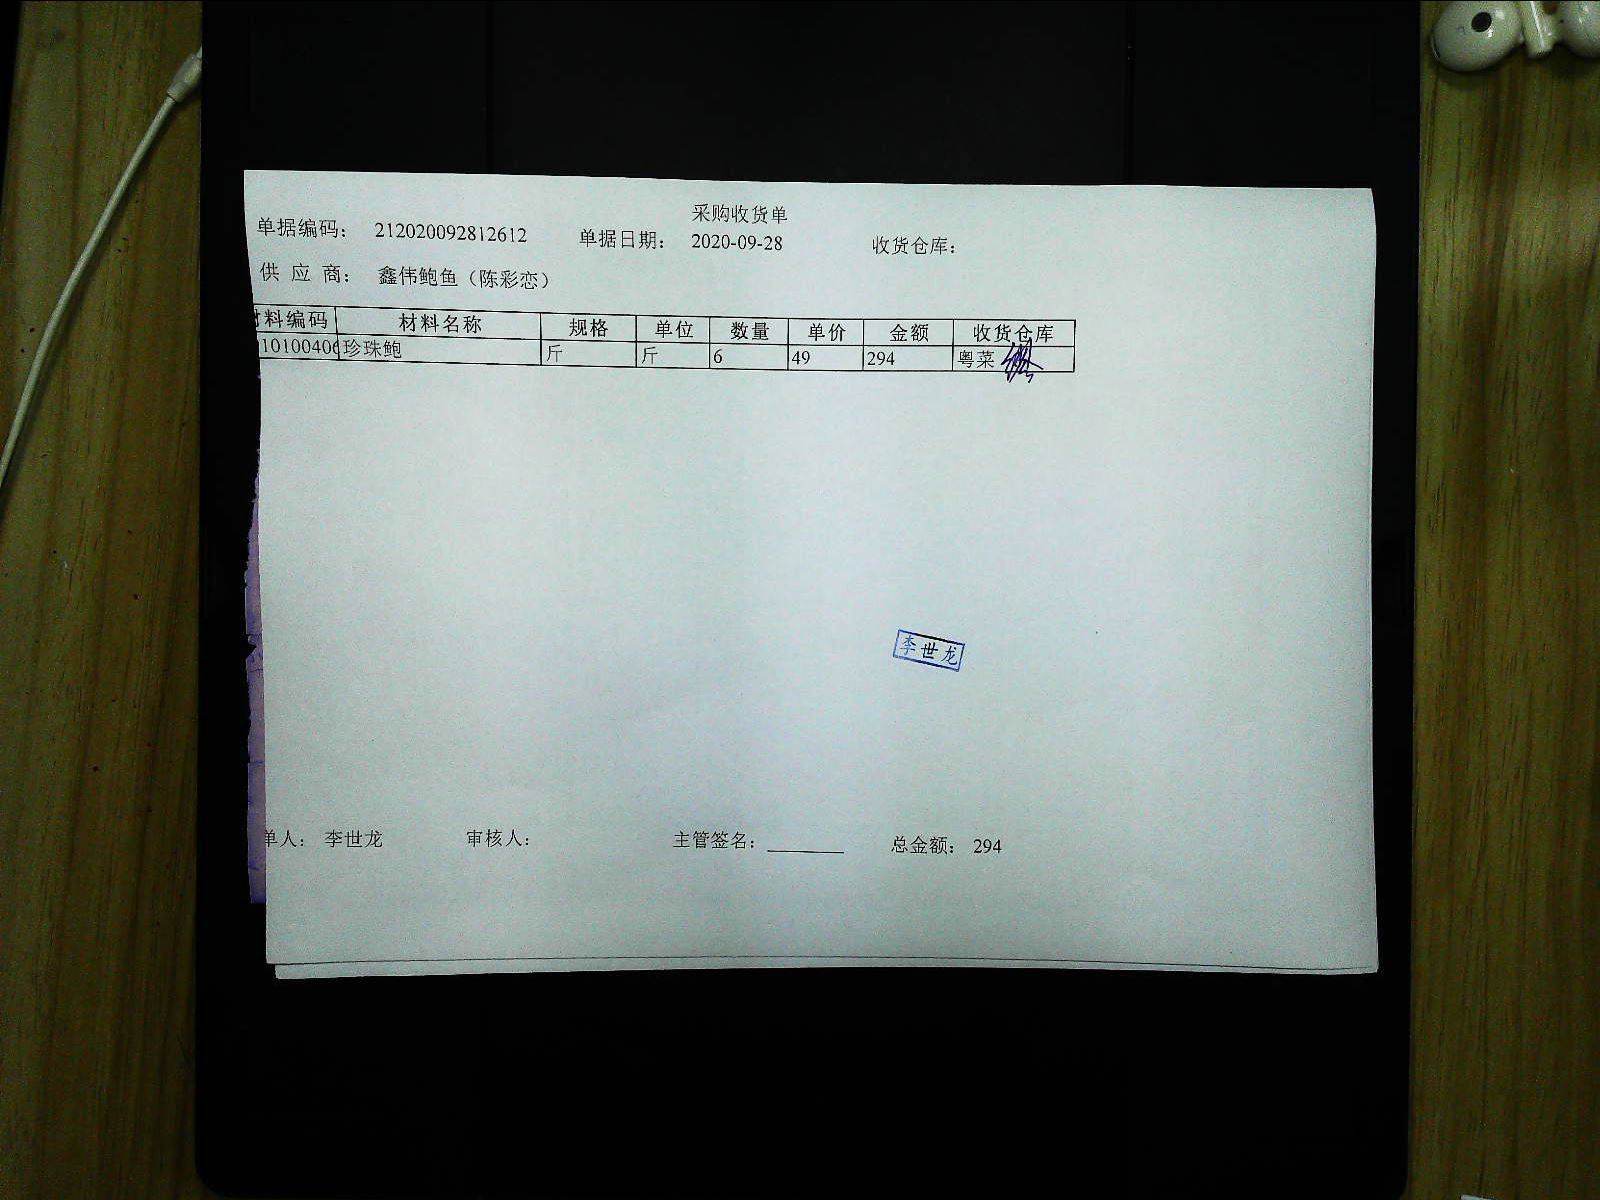 采购收货单
单据编码： 212020092812612 单据日期： 2020-09-28 收货仓库：
供 应 商： 鑫伟鲍鱼（陈彩恋）
料编码 材料名称 规格 单位 数量 单价 金额 收货仓库
10100406 珍珠鲍 斤 斤 6 49 294 粤菜
李世龙
单人： 李世龙 审核人： 主管签名： 总金额： 294